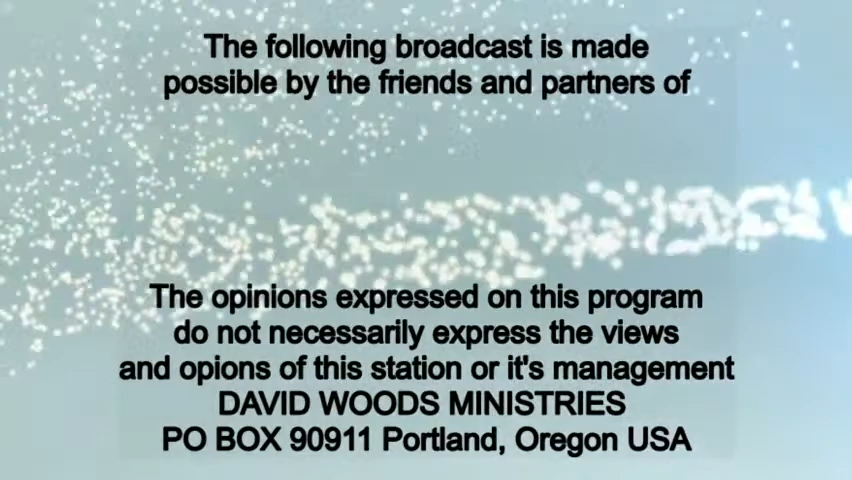 The following broadcast is made
possible by the friends and partners of
The opinions expressed on this program
do not necessarily express the views
and opions of this station or it's management
DAVID WOODS MINISTRIES
PO BOX 90911 Portland, Oregon USA